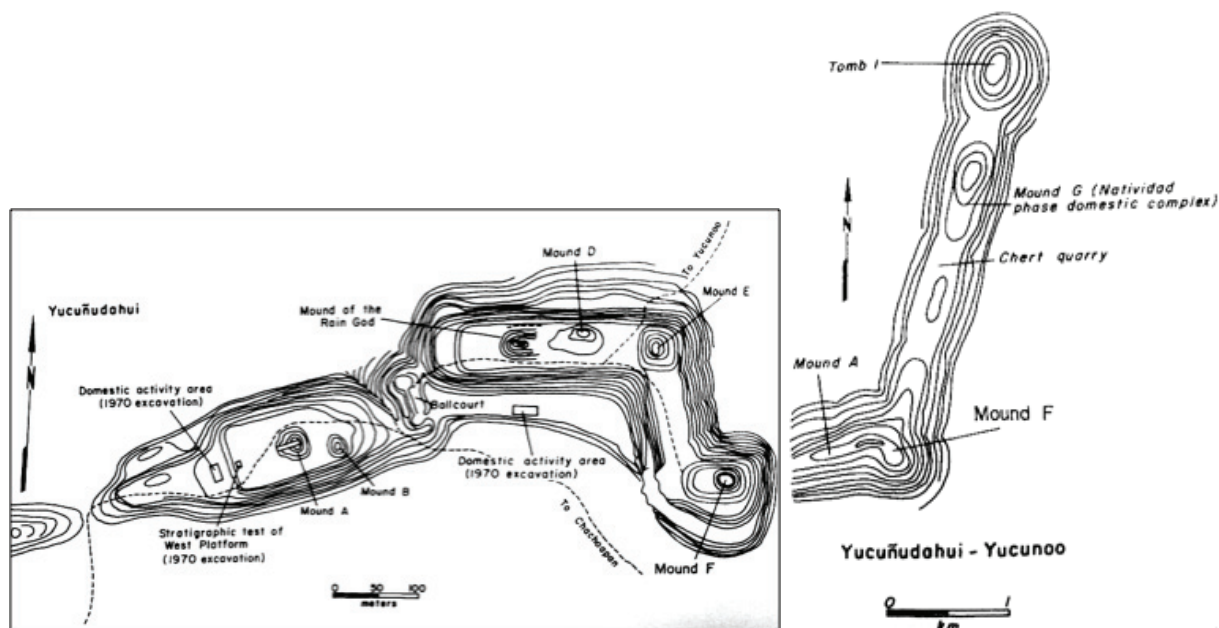 Yucuñudahui
N
Domestic activity area
(1970 excavation)
Stratigraphic test of
West Platform
(1970 excavation)
Mound A
Mound B
Ballcourt
Mound of the
Rain God
Mound D
To Yucunoo
Mound E
Domestic activity area
(1970 excavation)
To Chachoapan
Mound F
0 50 100
meters
Tomb 1
N
Mound G (Natividad
phase domestic complex)
Chert quarry
Mound A
Mound F
Yucuñudahui - Yucunoo
0 1
km